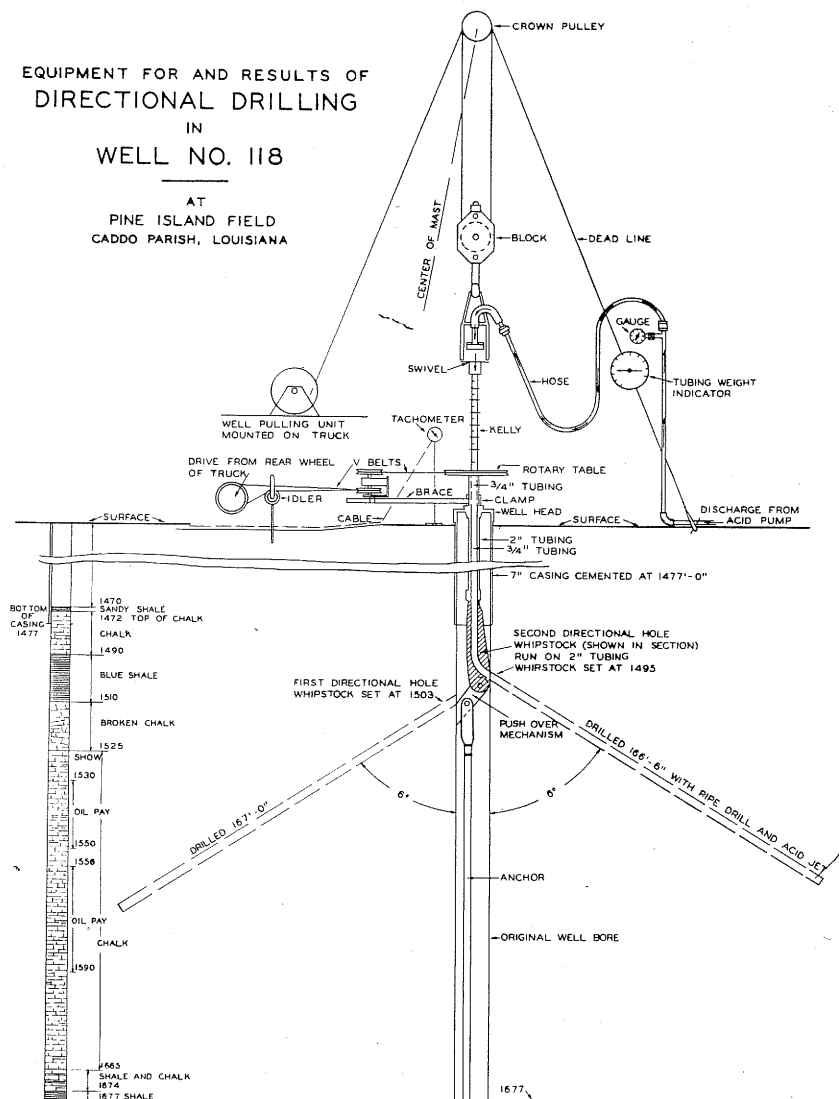 EQUIPMENT FOR AND RESULTS OF
DIRECTIONAL DRILLING
IN
WELL NO. 118
AT
PINE ISLAND FIELD
CADDO PARISH, LOUISIANA
CROWN PULLEY
CENTER OF MAST
BLOCK
DEAD LINE
GAUGE
SWIVEL
HOSE
TUBING WEIGHT
INDICATOR
WELL PULLING UNIT
MOUNTED ON TRUCK
TACHOMETER
KELLY
DRIVE FROM REAR WHEEL
OF TRUCK
V BELTS
ROTARY TABLE
3/4" TUBING
IDLER
BRACE
CLAMP
WELL HEAD
DISCHARGE FROM
ACID PUMP
SURFACE
CABLE
SURFACE
2" TUBING
3/4" TUBING
7" CASING CEMENTED AT 1477'-0"
BOTTOM
OF
CASING
1477
1470
SANDY SHALE
1472 TOP OF CHALK
CHALK
1490
BLUE SHALE
1510
BROKEN CHALK
1525
SHOW
1530
OIL PAY
1550
1556
OIL PAY
CHALK
1590
1665
SHALE AND CHALK
1674
1677 SHALE
SECOND DIRECTIONAL HOLE
WHIPSTOCK (SHOWN IN SECTION)
RUN ON 2" TUBING
WHIPSTOCK SET AT 1495
FIRST DIRECTIONAL HOLE
WHIPSTOCK SET AT 1503
PUSH OVER
MECHANISM
DRILLED 167'-0"
6°
6°
DRILLED 166'-6" WITH PIPE DRILL AND ACID JET
ANCHOR
ORIGINAL WELL BORE
1677